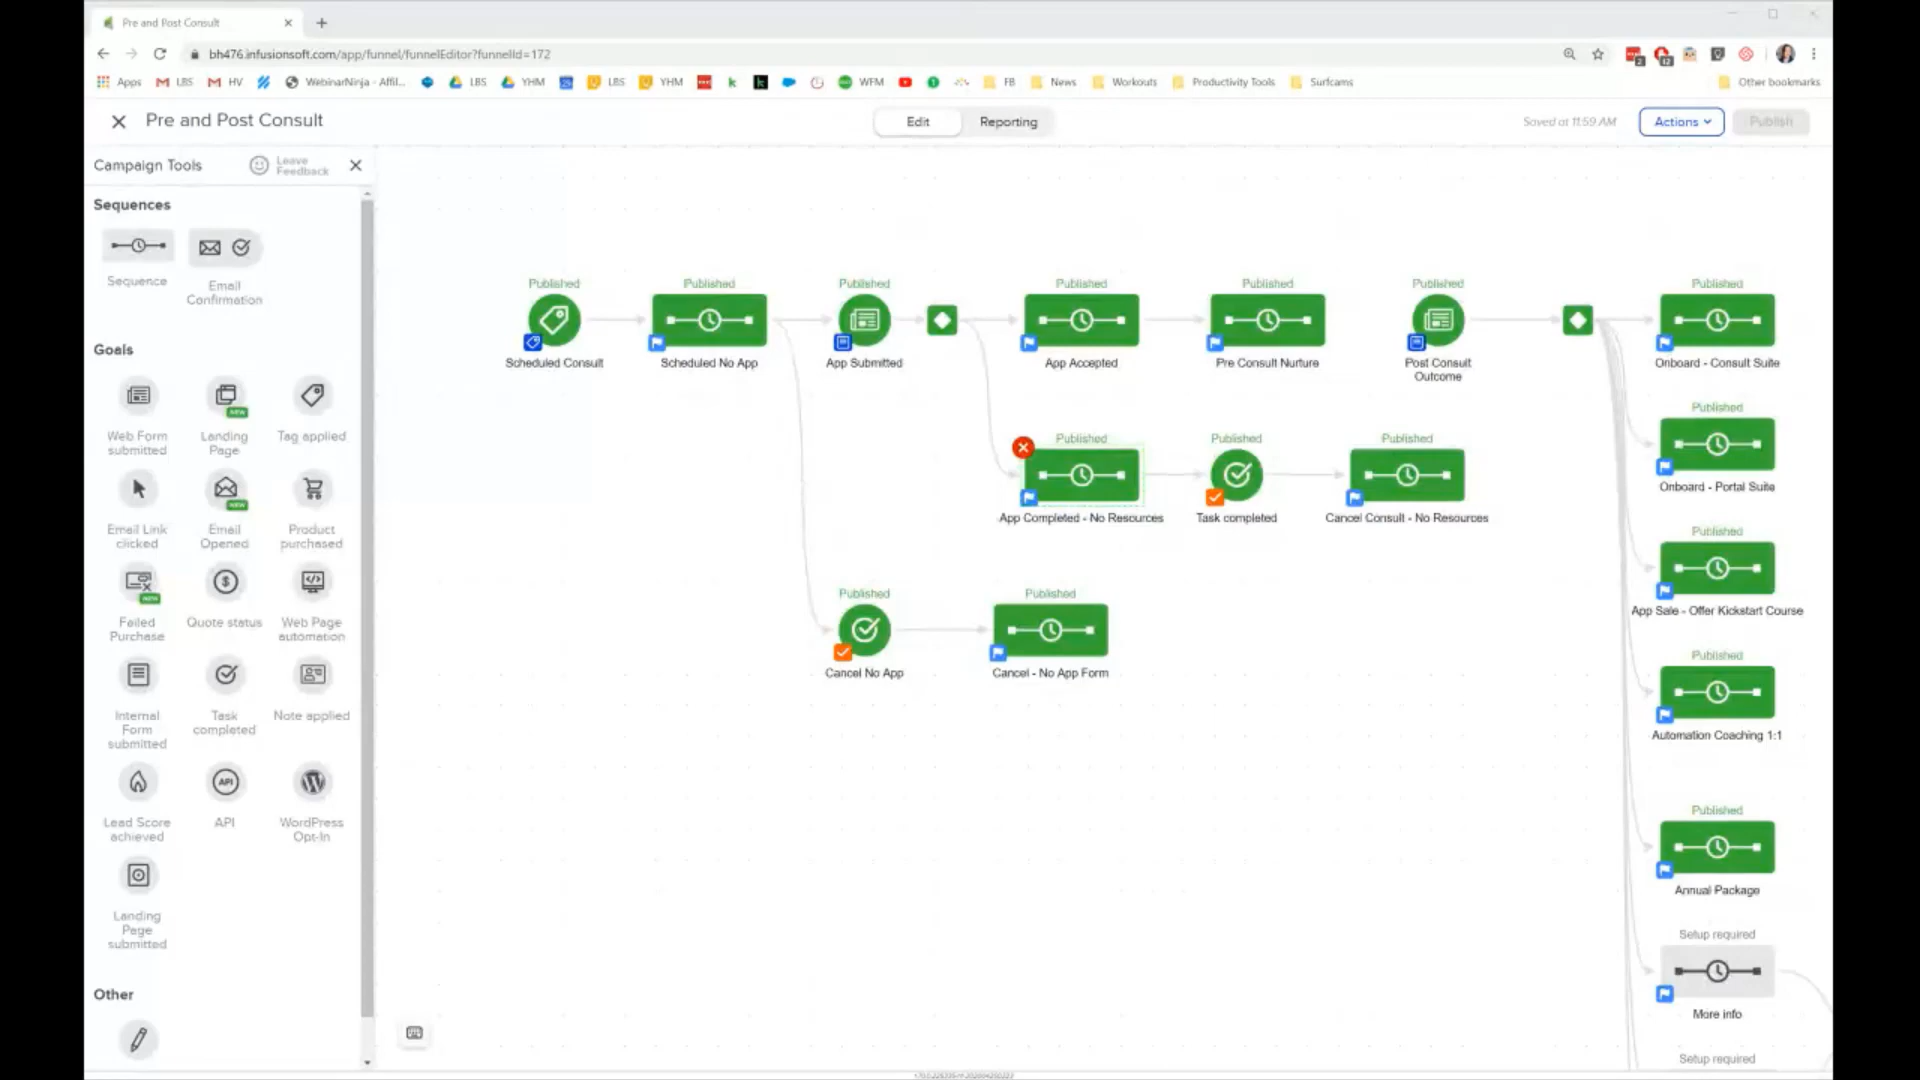 Pre and Post Consult
bh476.infusionsoft.com/app/funnel/funnelEditor?funnelId=172
Apps
LBS
HV
WebinarNinja - Affil...
LBS
YHM
LBS
YHM
WFM
FB
News
Workouts
Productivity Tools
Surfcams
Other bookmarks
Pre and Post Consult
Edit
Reporting
Saved at 11:59 AM
Actions
Publish
Campaign Tools
Leave
Feedback
Sequences
Sequence
Email
Confirmation
Goals
Web Form
submitted
NEW
Landing
Page
Tag applied
Email Link
clicked
NEW
Email
Opened
Product
purchased
NEW
Failed
Purchase
Quote status
Web Page
automation
Internal
Form
submitted
Task
completed
Note applied
Lead Score
achieved
API
API
WordPress
Opt-In
Landing
Page
submitted
Other
Published
Scheduled Consult
Published
Scheduled No App
Published
App Submitted
Published
App Accepted
Published
Pre Consult Nurture
Published
Post Consult
Outcome
Published
Onboard - Consult Suite
Published
Onboard - Portal Suite
Published
App Completed - No Resources
Published
Task completed
Published
Cancel Consult - No Resources
Published
App Sale - Offer Kickstart Course
Published
Cancel No App
Published
Cancel - No App Form
Published
Automation Coaching 1:1
Published
Annual Package
Setup required
More info
Setup required